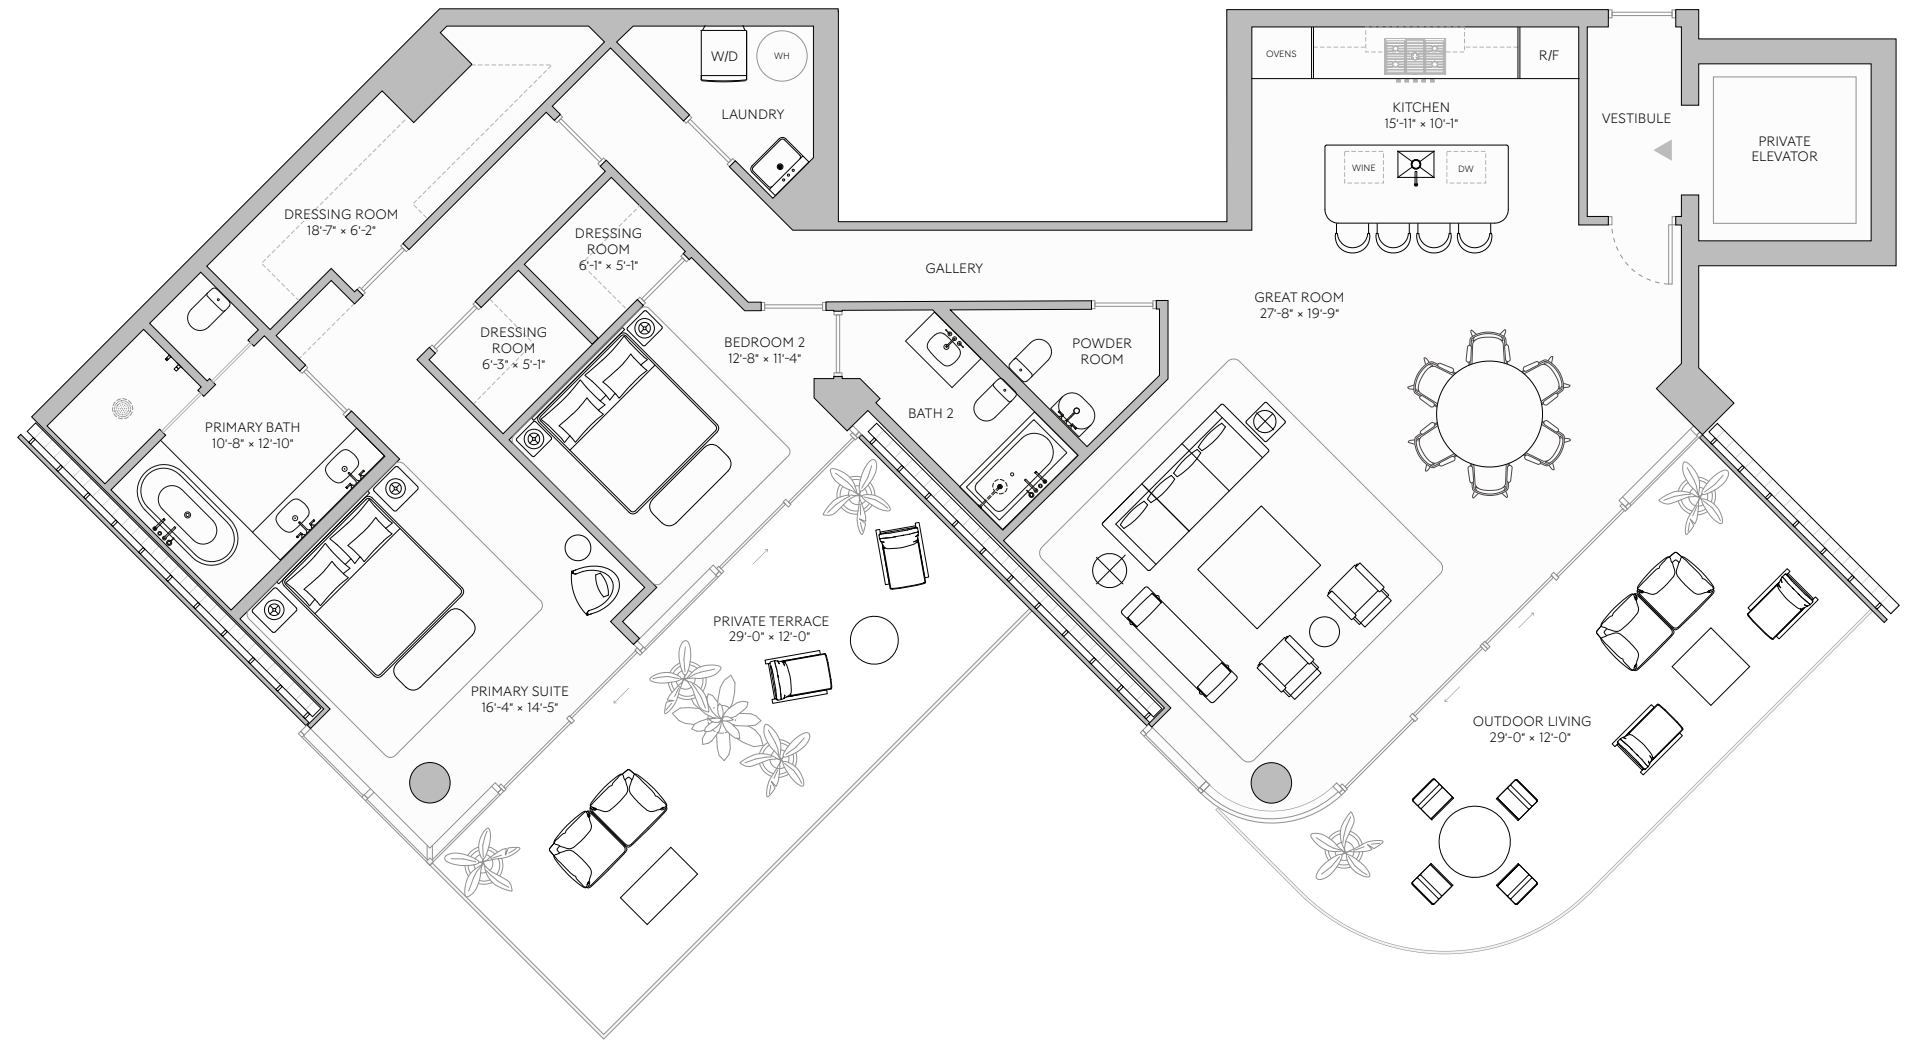 OVENS
R/F
KITCHEN
15'-11" × 10'-1"
WINE
DW
VESTIBULE
PRIVATE
ELEVATOR
W/D
WH
LAUNDRY
DRESSING ROOM
18'-7" × 6'-2"
DRESSING
ROOM
6'-1" × 5'-1"
GALLERY
GREAT ROOM
27'-8" × 19'-9"
DRESSING
ROOM
6'-3" × 5'-1"
BEDROOM 2
12'-8" × 11'-4"
POWDER
ROOM
BATH 2
PRIMARY BATH
10'-8" × 12'-10"
PRIVATE TERRACE
29'-0" × 12'-0"
PRIMARY SUITE
16'-4" × 14'-5"
OUTDOOR LIVING
29'-0" × 12'-0"